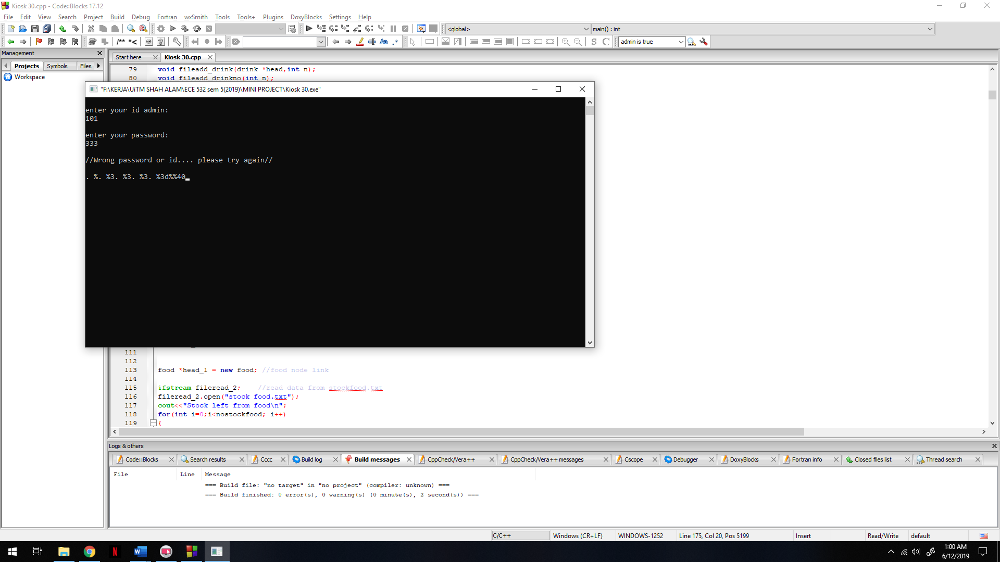 Kiosk 30.cpp - Code::Blocks 17.12
File Edit View Search Project Build Debug Fortran wxSmith Tools Tools+ Plugins DoxyBlocks Settings Help
<global> main() : int
/** *< Aa .* S C admin is true
Management
Start here Kiosk 30.cpp
Projects Symbols Files
Workspace
79 void fileadd_drink(drink *head,int n);
80 void fileadd_drinkno(int n);
"F:\KERJA\UiTM SHAH ALAM\ECE 532 sem 5(2019)\MINI PROJECT\Kiosk 30.exe"
enter your id admin:
101
enter your password:
333
//Wrong password or id.... please try again//
. %. %3. %3. %3. %3d%%40
111
112
113 food *head_1 = new food; //food node link
114
115 ifstream fileread_2; //read data from stockfood.txt
116 fileread_2.open("stock food.txt");
117 cout<<"Stock left from food\n";
118 for(int i=0;i<nostockfood; i++)
119 {
Logs & others
Code::Blocks Search results Cccc Build log Build messages CppCheck/Vera++ CppCheck/Vera++ messages Cscope Debugger DoxyBlocks Fortran info Closed files list Thread search
File Line Message
=== Build file: "no target" in "no project" (compiler: unknown) ===
=== Build finished: 0 error(s), 0 warning(s) (0 minute(s), 2 second(s)) ===
C/C++ Windows (CR+LF) WINDOWS-1252 Line 175, Col 20, Pos 5199 Insert Read/Write default
1:00 AM
6/12/2019